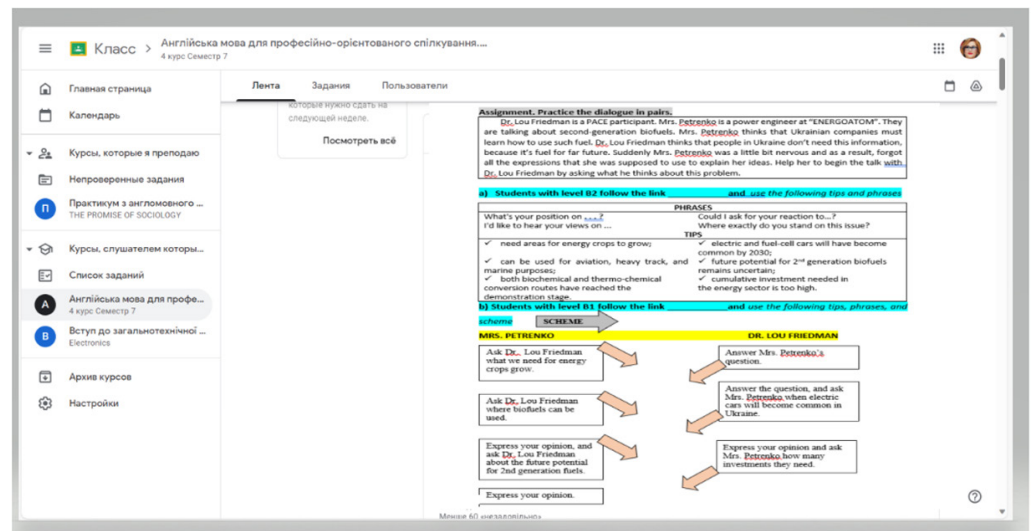 Класс > Англійська мова для професійно-орієнтованого спілкування....
4 курс Семестр 7
Главная страница
Календарь
Курсы, которые я преподаю
Непроверенные задания
П Практикум з англомовного ...
THE PROMISE OF SOCIOLOGY
Курсы, слушателем которы...
Список заданий
А Англійська мова для профе...
4 курс Семестр 7
В Вступ до загальнотехнічної ...
Electronics
Архив курсов
Настройки
Лента Задания Пользователи
которые нужно сдать на
следующей неделе.
Посмотреть всё
Assignment. Practice the dialogue in pairs.
Dr. Lou Friedman is a PACE participant. Mrs. Petrenko is a power engineer at "ENERGOATOM". They
are talking about second-generation biofuels. Mrs. Petrenko thinks that Ukrainian companies must
learn how to use such fuel. Dr. Lou Friedman thinks that people in Ukraine don't need this information,
because it's fuel for far future. Suddenly Mrs. Petrenko was a little bit nervous and as a result, forgot
all the expressions that she was supposed to use to explain her ideas. Help her to begin the talk with
Dr. Lou Friedman by asking what he thinks about this problem.
a) Students with level B2 follow the link __________ and use the following tips and phrases
PHRASES
What's your position on ....?
I'd like to hear your views on ...
Could I ask for your reaction to...?
Where exactly do you stand on this issue?
TIPS
✓ need areas for energy crops to grow;
✓ can be used for aviation, heavy track, and
marine purposes;
✓ both biochemical and thermo-chemical
conversion routes have reached the
demonstration stage.
✓ electric and fuel-cell cars will have become
common by 2030;
✓ future potential for 2nd generation biofuels
remains uncertain;
✓ cumulative investment needed in
the energy sector is too high.
b) Students with level B1 follow the link __________ and use the following tips, phrases, and
scheme SCHEME
MRS. PETRENKO DR. LOU FRIEDMAN
Ask Dr. Lou Friedman
what we need for energy
crops grow.
Answer Mrs. Petrenko's
question.
Ask Dr. Lou Friedman
where biofuels can be
used.
Answer the question, and ask
Mrs. Petrenko when electric
cars will become common in
Ukraine.
Express your opinion, and
ask Dr. Lou Friedman
about the future potential
for 2nd generation fuels.
Express your opinion and ask
Mrs. Petrenko how many
investments they need.
Express your opinion.
Менше 60 «незадовільно»